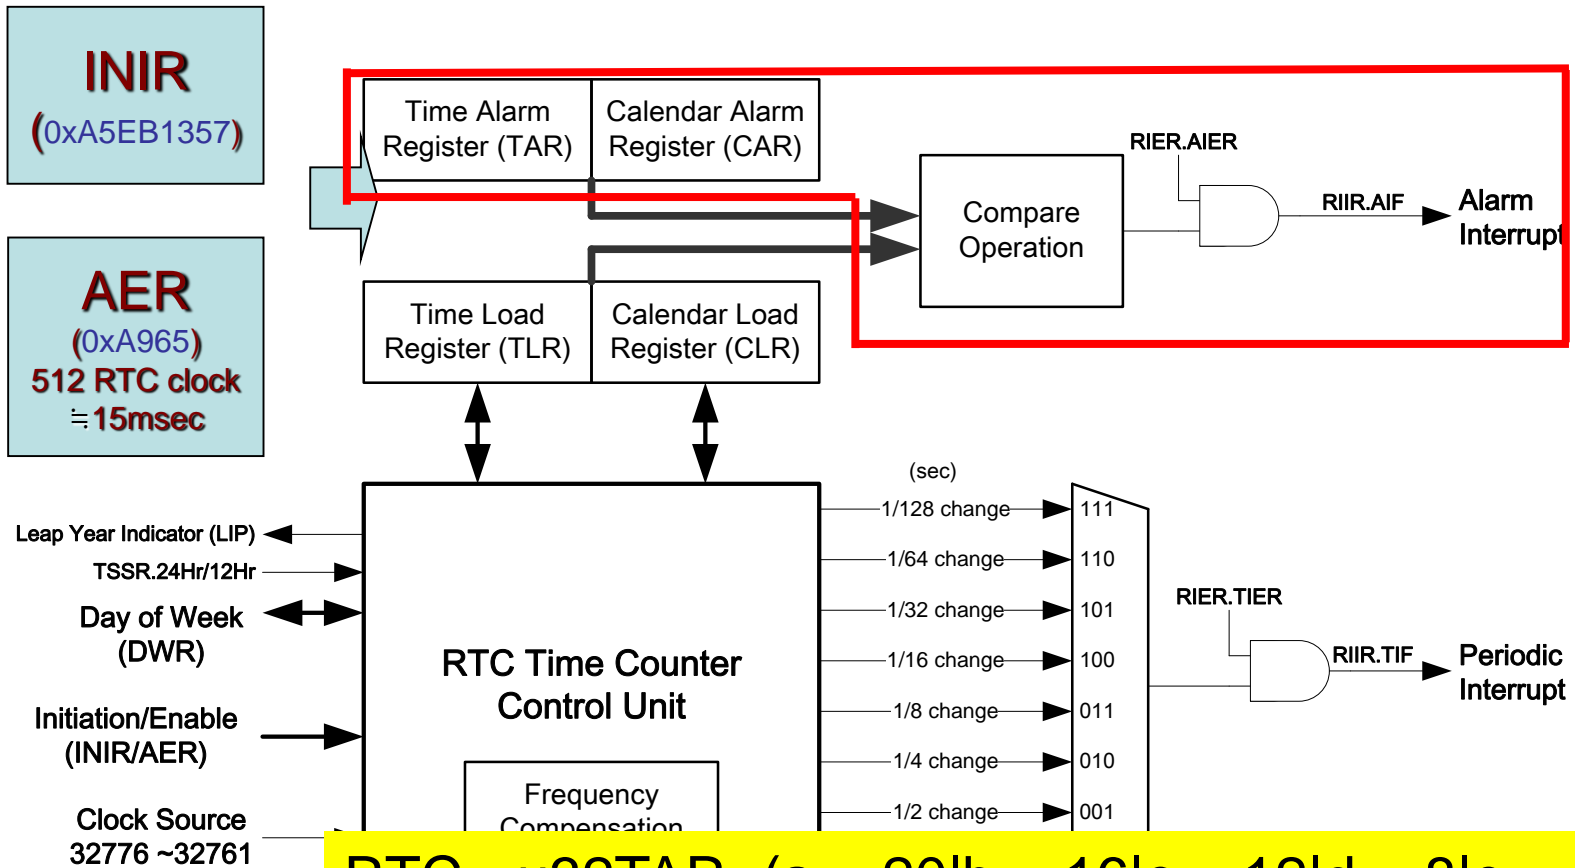 INIR
(0xA5EB1357)
AER
(0xA965)
512 RTC clock
≒15msec
Time Alarm
Register (TAR)
Calendar Alarm
Register (CAR)
Compare
Operation
RIER.AIER
RIIR.AIF
Alarm
Interrupt
Time Load
Register (TLR)
Calendar Load
Register (CLR)
(sec)
1/128 change
111
1/64 change
110
1/32 change
101
1/16 change
100
1/8 change
011
1/4 change
010
1/2 change
001
Leap Year Indicator (LIP)
TSSR.24Hr/12Hr
Day of Week
(DWR)
Initiation/Enable
(INIR/AER)
Clock Source
32776 ~32761
RTC Time Counter
Control Unit
Frequency
Compensation
RIER.TIER
RIIR.TIF
Periodic
Interrupt